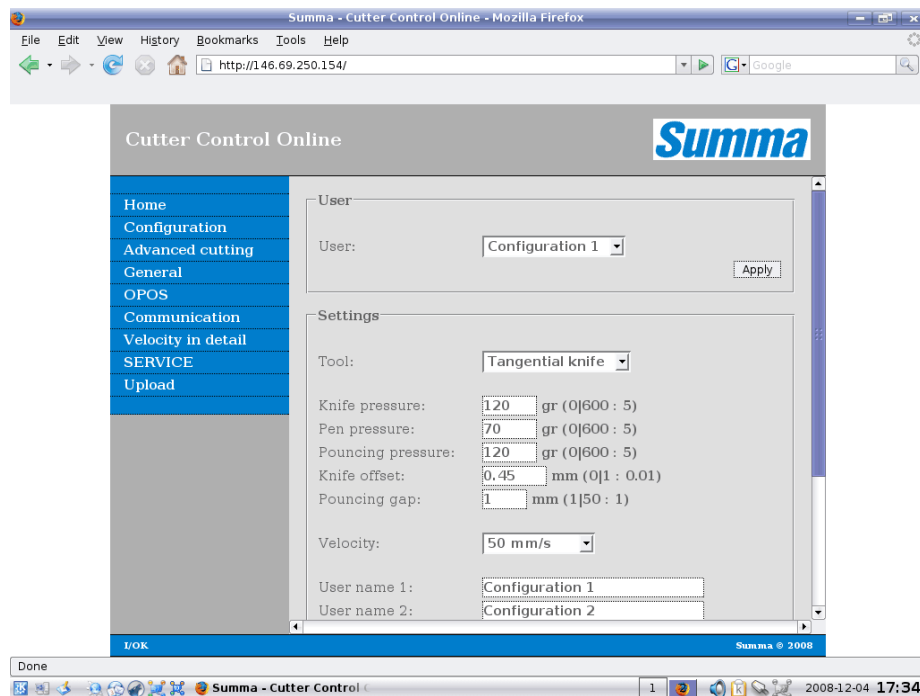 Summa - Cutter Control Online - Mozilla Firefox
File Edit View History Bookmarks Tools Help
http://146.69.250.154/ G Google
Cutter Control Online Summa
Home
Configuration
Advanced cutting
General
OPOS
Communication
Velocity in detail
SERVICE
Upload
User
User: Configuration 1
Apply
Settings
Tool: Tangential knife
Knife pressure: 120 gr (0|600 : 5)
Pen pressure: 70 gr (0|600 : 5)
Pouncing pressure: 120 gr (0|600 : 5)
Knife offset: 0.45 mm (0|1 : 0.01)
Pouncing gap: 1 mm (1|50 : 1)
Velocity: 50 mm/s
User name 1: Configuration 1
User name 2: Configuration 2
I/OK Summa © 2008
Done
Summa - Cutter Control 1 2008-12-04 17:34